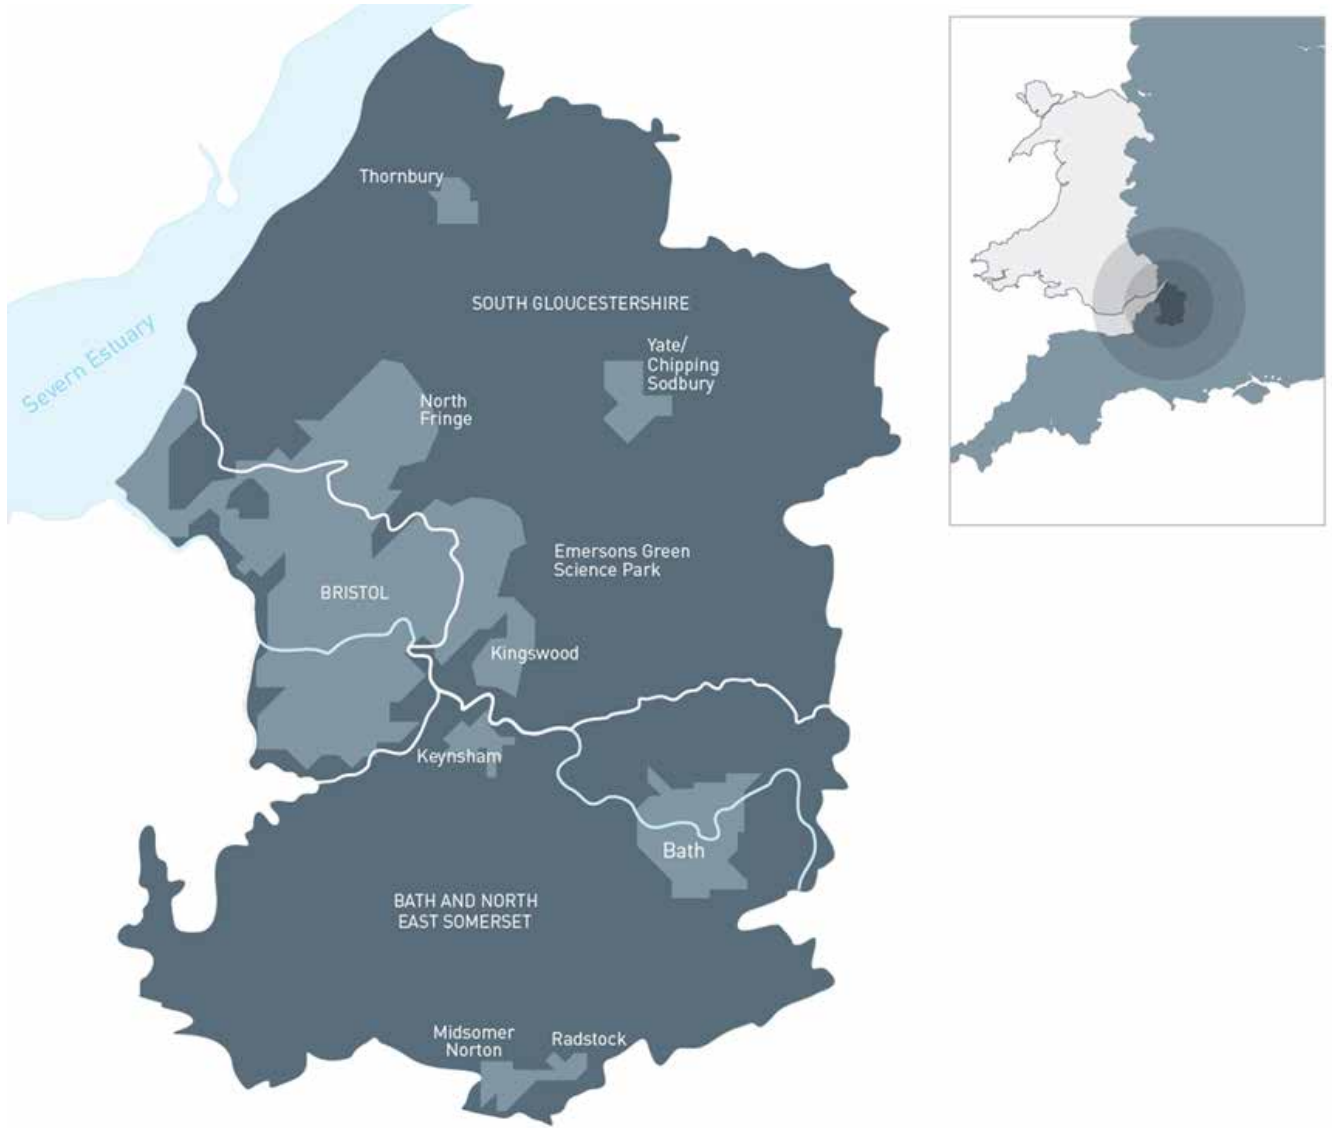 Thornbury
SOUTH GLOUCESTERSHIRE
Severn Estuary
Yate/
Chipping
Sodbury
North
Fringe
Emersons Green
Science Park
BRISTOL
Kingswood
Keynsham
Bath
BATH AND NORTH
EAST SOMERSET
Midsomer
Norton
Radstock